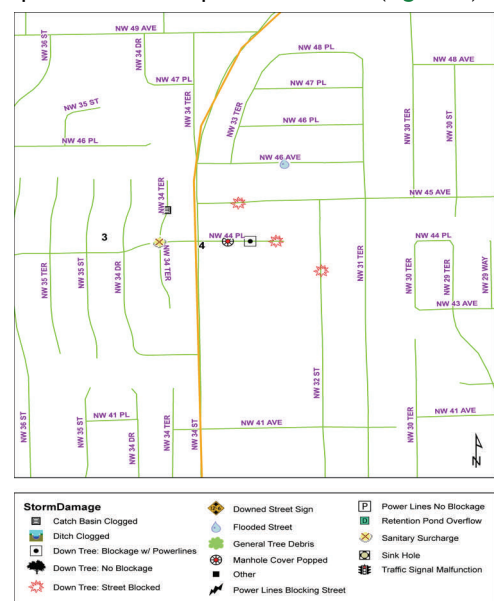 NW 49 AVE
NW 36 ST
NW 34 DR
NW 34 TER
NW 48 PL
NW 48 AVE
NW 47 PL
NW 47 PL
NW 35 ST
NW 33 TER
NW 46 PL
NW 30 TER
NW 30 ST
NW 46 PL
NW 46 AVE
NW 34 TER
NW 45 AVE
3
4
NW 44 PL
NW 44 PL
NW 35 TER
NW 35 ST
NW 34 DR
NW 34 TER
NW 31 TER
NW 30 TER
NW 29 TER
NW 29 WAY
NW 43 AVE
NW 32 ST
NW 41 PL
NW 41 AVE
NW 41 AVE
NW 36 ST
NW 35 ST
NW 34 DR
NW 34 TER
NW 34 ST
NW 30 TER
N
StormDamage
Catch Basin Clogged
Ditch Clogged
Down Tree: Blockage w/ Powerlines
Down Tree: No Blockage
Down Tree: Street Blocked
Downed Street Sign
Flooded Street
General Tree Debris
Manhole Cover Popped
Other
Power Lines Blocking Street
P Power Lines No Blockage
Retention Pond Overflow
Sanitary Surcharge
Sink Hole
Traffic Signal Malfunction